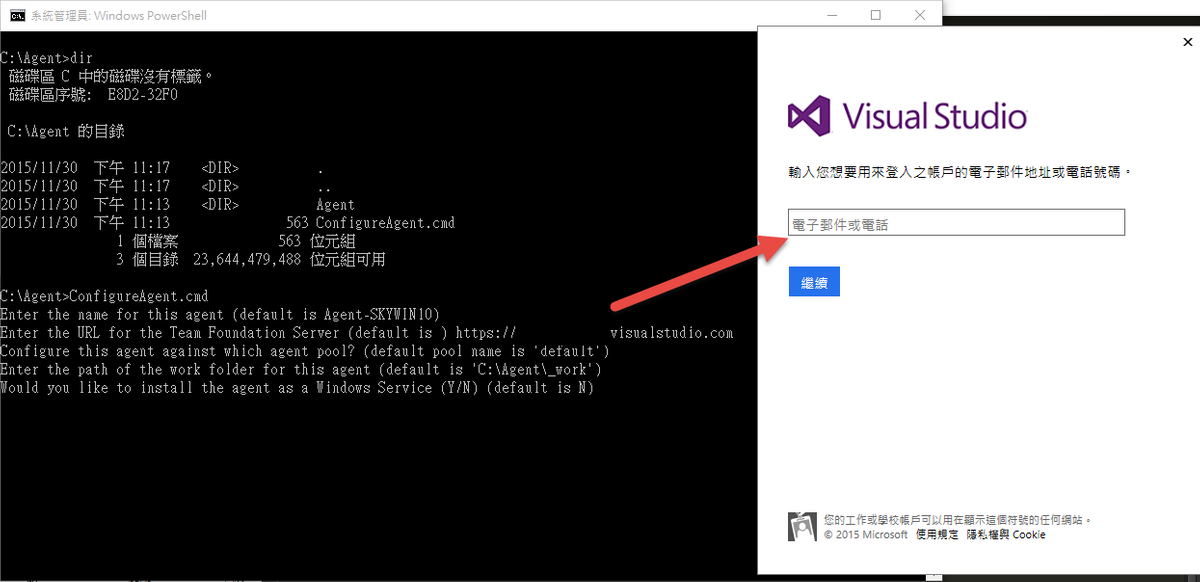 系統管理員: Windows PowerShell
C:\Agent>dir
磁碟區 C 中的磁碟沒有標籤。
磁碟區序號: E8D2-32F0
C:\Agent 的目錄
2015/11/30 下午 11:17 <DIR> .
2015/11/30 下午 11:17 <DIR> ..
2015/11/30 下午 11:13 <DIR> Agent
2015/11/30 下午 11:13 563 ConfigureAgent.cmd
1 個檔案 563 位元組
3 個目錄 23,644,479,488 位元組可用
C:\Agent>ConfigureAgent.cmd
Enter the name for this agent (default is Agent-SKYWIN10)
Enter the URL for the Team Foundation Server (default is ) https:// visualstudio.com
Configure this agent against which agent pool? (default pool name is 'default')
Enter the path of the work folder for this agent (default is 'C:\Agent\_work')
Would you like to install the agent as a Windows Service (Y/N) (default is N)
Visual Studio
輸入您想要用來登入之帳戶的電子郵件地址或電話號碼。
電子郵件或電話
繼續
您的工作或學校帳戶可以用在顯示這個符號的任何網站。
© 2015 Microsoft 使用規定 隱私權與 Cookie